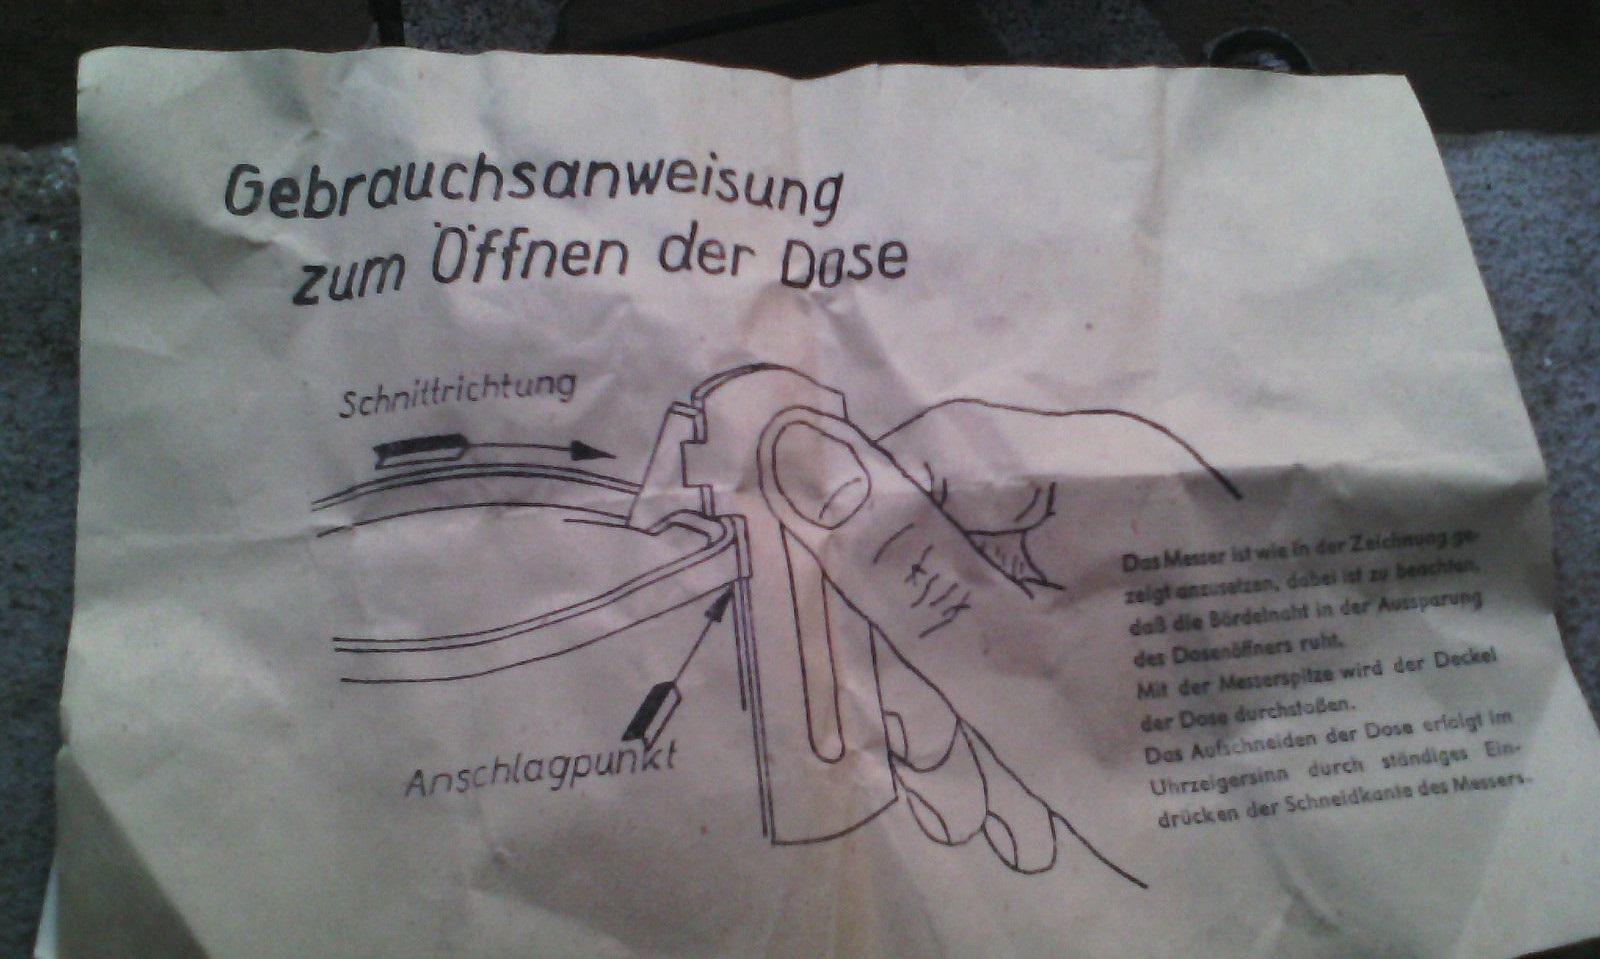 Gebrauchsanweisung
zum Öffnen der Dose
Schnittrichtung
Anschlagpunkt
Das Messer ist wie in der Zeichnung ge-
zeigt anzusetzen, dabei ist zu beachten,
daß die Bördelnaht in der Aussparung
des Dosenöffners ruht.
Mit der Messerspitze wird der Deckel
der Dose durchstoßen.
Das Aufschneiden der Dose erfolgt im
Uhrzeigersinn durch ständiges Ein-
drücken der Schneidkante des Messers.